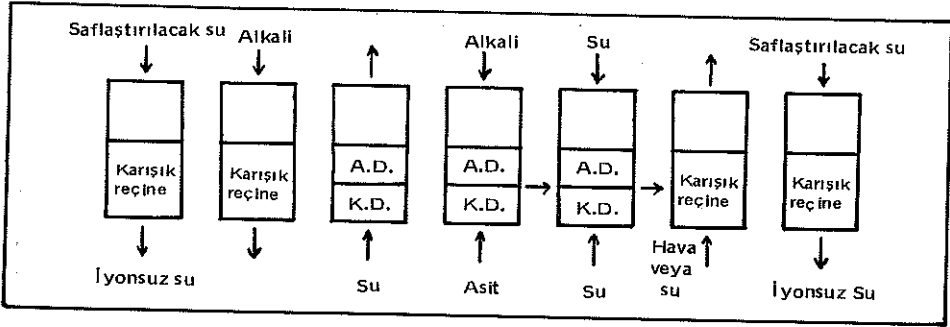 Saflaştırılacak su
Alkali
Alkali
Su
Saflaştırılacak su
Karışık
reçine
Karışık
reçine
A.D.
K.D.
A.D.
K.D.
A.D.
K.D.
Karışık
reçine
Karışık
reçine
İyonsuz su
Su
Asit
Su
Hava
veya
su
İyonsuz Su